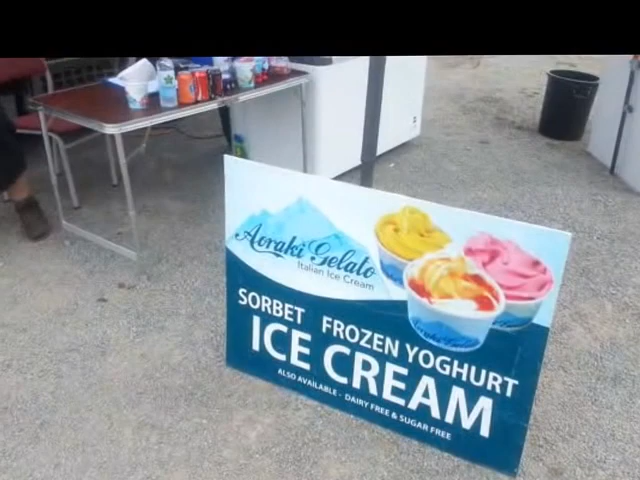 Aoraki Gelato
Italian Ice Cream
SORBET FROZEN YOGHURT
ICE CREAM
ALSO AVAILABLE - DAIRY FREE & SUGAR FREE